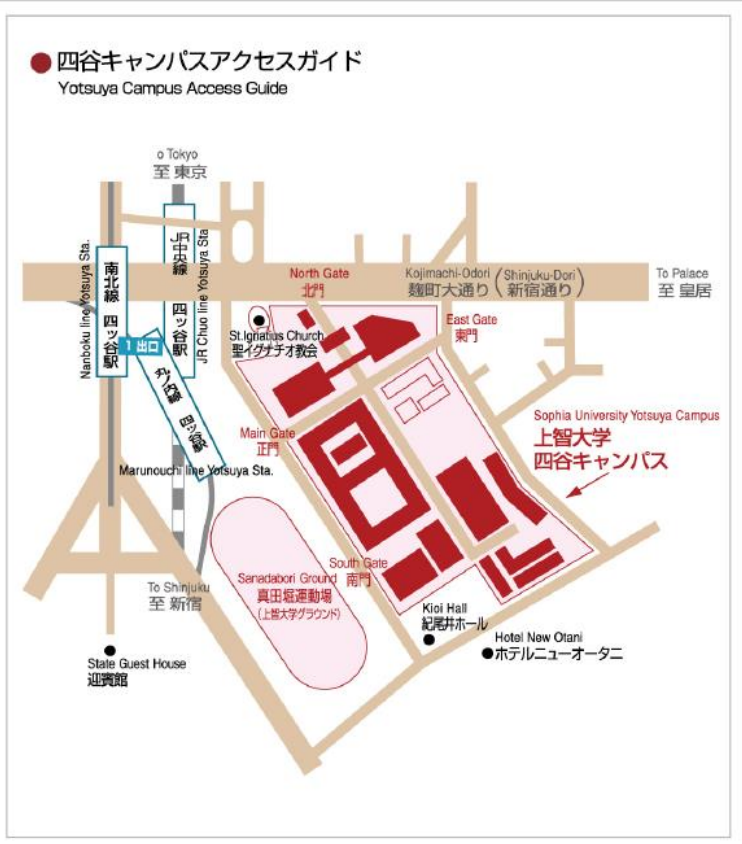 四谷キャンパスアクセスガイド
Yotsuya Campus Access Guide
o Tokyo
至 東京
Nanboku line Yotsuya Sta.
南北線 四ツ谷駅
JR中央線 四ツ谷駅
JR Chuo line Yotsuya Sta
1 出口
丸ノ内線 四ツ谷駅
Marunouchi line Yotsuya Sta.
North Gate
北門
Kojimachi-Odori (Shinjuku-Dori)
麹町大通り (新宿通り)
To Palace
至 皇居
St.Ignatius Church
聖イグナチオ教会
East Gate
東門
Main Gate
正門
Sophia University Yotsuya Campus
上智大学
四谷キャンパス
South Gate
南門
Sanadabori Ground
真田堀運動場
(上智大学グラウンド)
To Shinjuku
至 新宿
Kioi Hall
紀尾井ホール
Hotel New Otani
ホテルニューオータニ
State Guest House
迎賓館